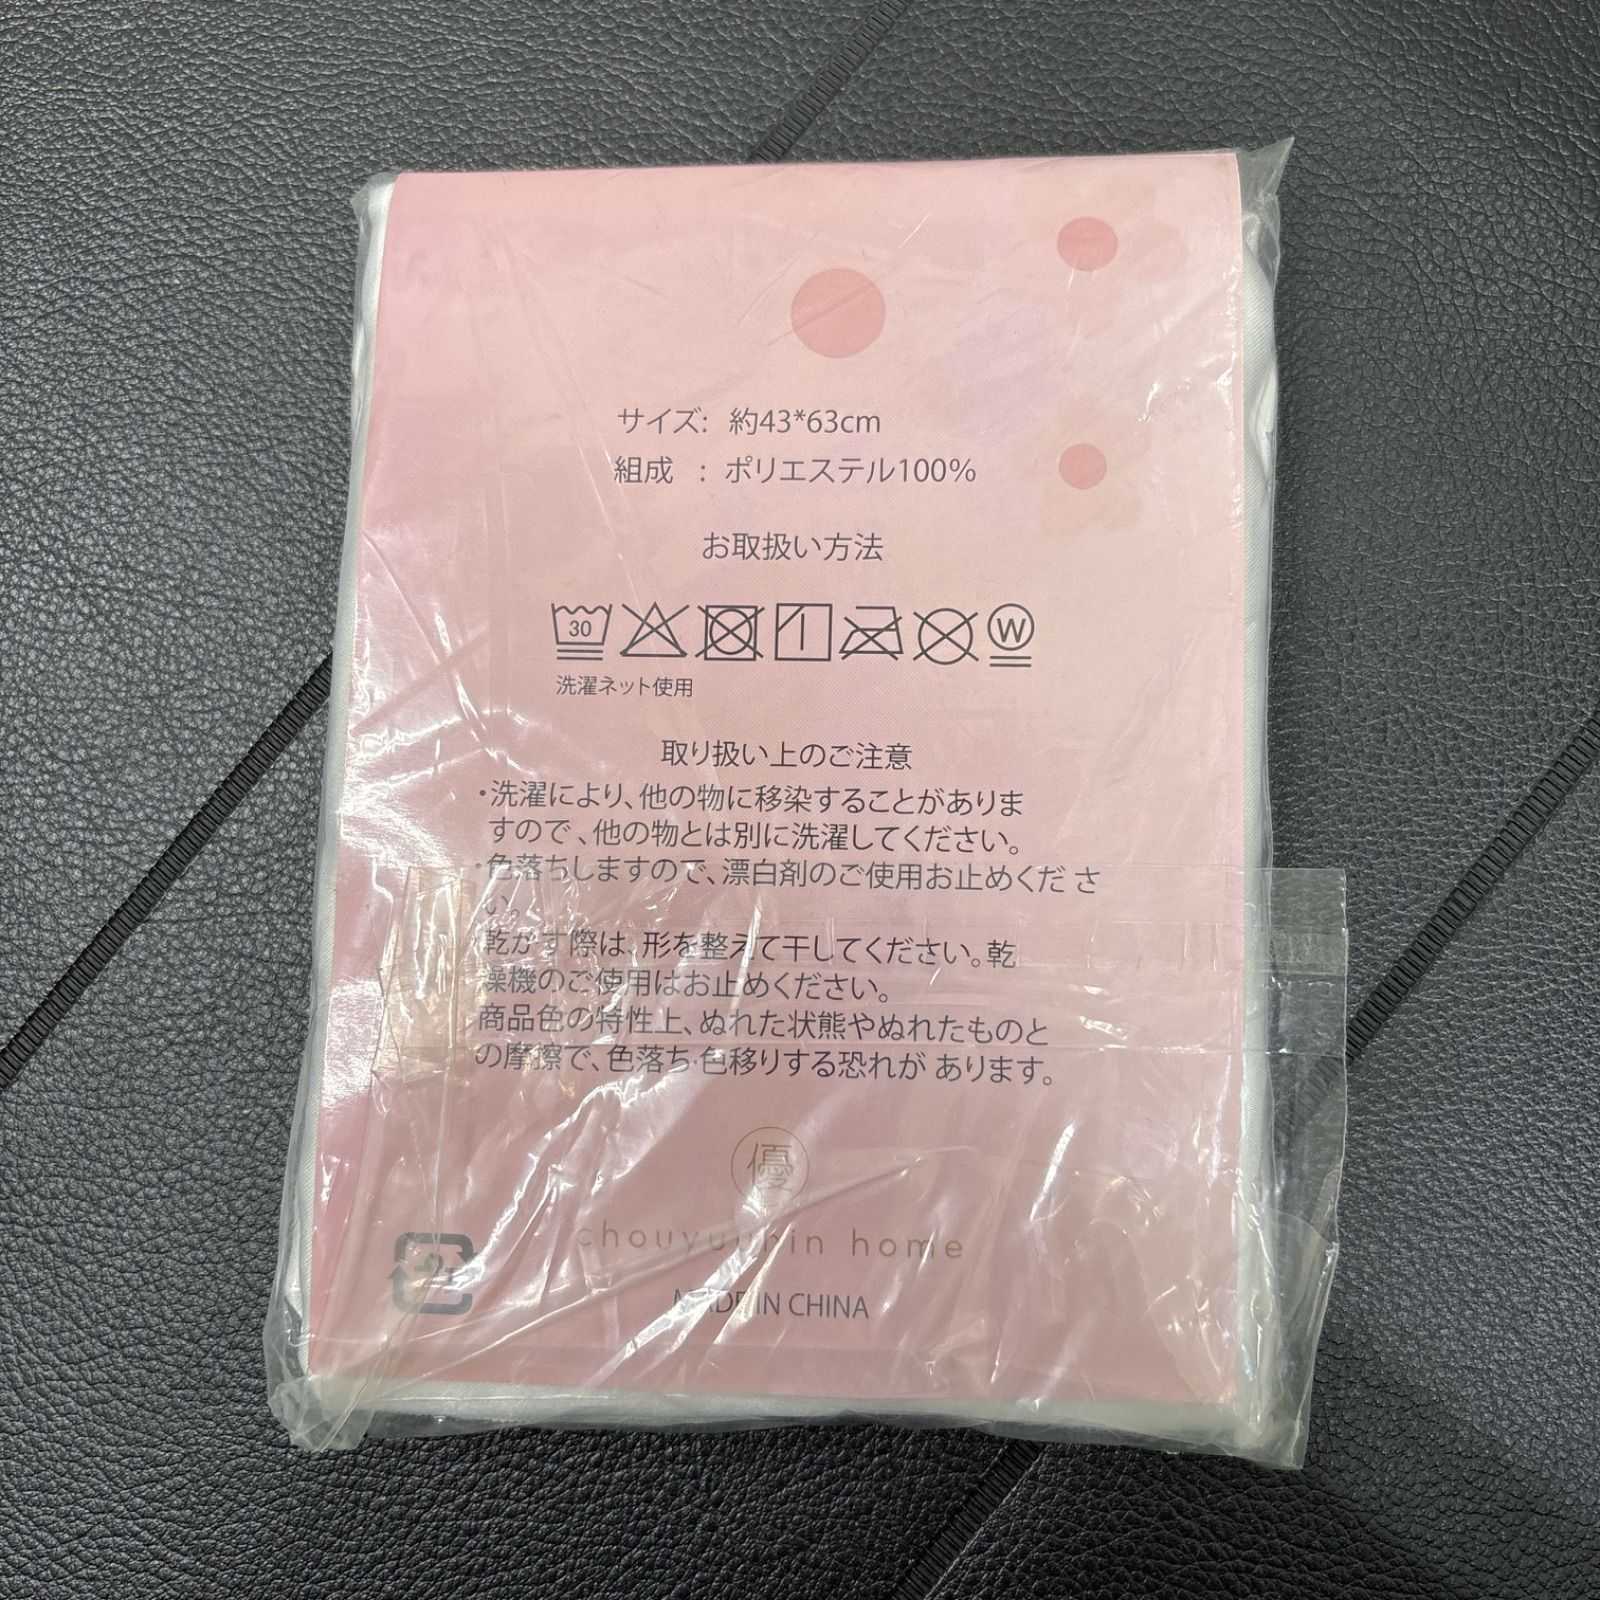 サイズ: 約43*63cm
組成 : ポリエステル100%
お取扱い方法
30
W
洗濯ネット使用
取り扱い上のご注意
・洗濯により、他の物に移染することがありま
すので、他の物とは別に洗濯してください。
・色落ちしますので、漂白剤のご使用お止めくだ さ
い。
乾かす際は、形を整えて干してください。乾
燥機のご使用はお止めください。
商品色の特性上、ぬれた状態やぬれたものと
の摩擦で、色落ち·色移りする恐れが あります。
優
home
プラ
MADE IN CHINA